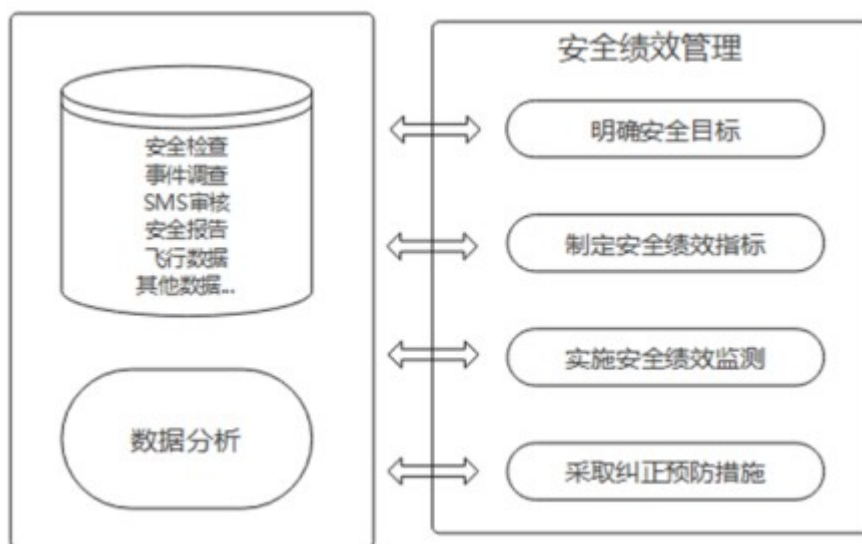 安全检查
事件调查
SMS审核
安全报告
飞行数据
其他数据...
数据分析
安全绩效管理
明确安全目标
制定安全绩效指标
实施安全绩效监测
采取纠正预防措施